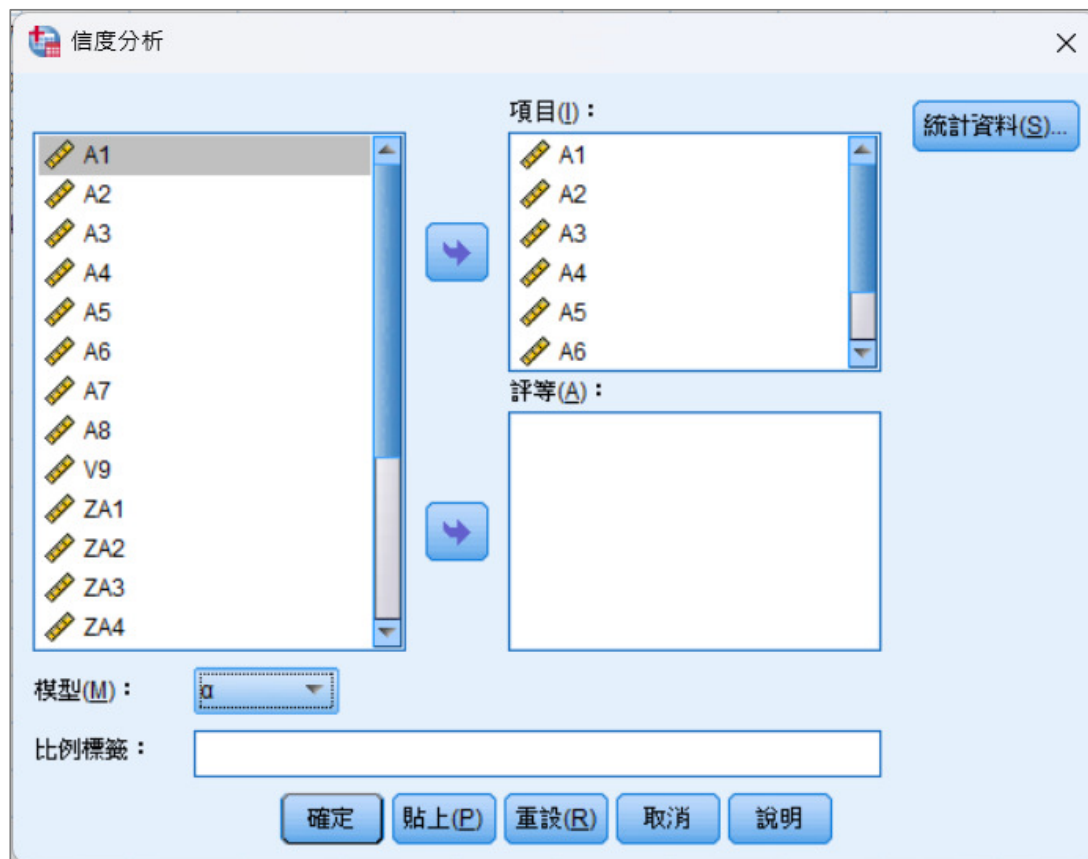 信度分析
項目(I)：
統計資料(S)...
A1
A2
A3
A4
A5
A6
A7
A8
V9
ZA1
ZA2
ZA3
ZA4
A1
A2
A3
A4
A5
A6
評等(A)：
模型(M)：
α
比例標籤：
確定 貼上(P) 重設(R) 取消 說明